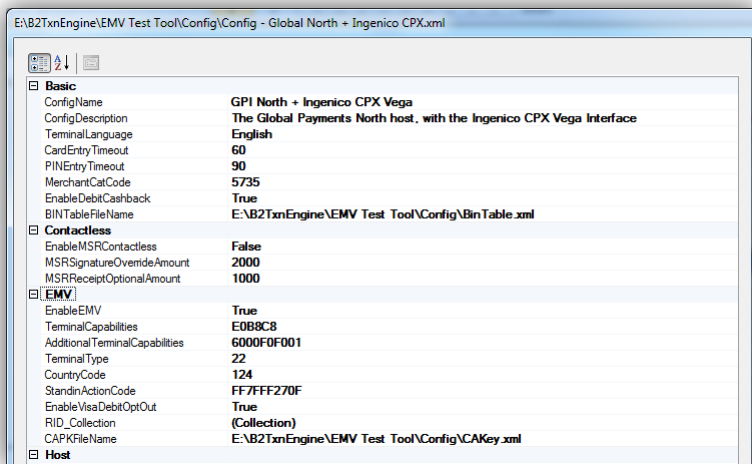 E:\B2TxnEngine\EMV Test Tool\Config\Config - Global North + Ingenico CPX.xml
Basic
ConfigName GPI North + Ingenico CPX Vega
ConfigDescription The Global Payments North host, with the Ingenico CPX Vega Interface
TerminalLanguage English
CardEntryTimeout 60
PINEntryTimeout 90
MerchantCatCode 5735
EnableDebitCashback True
BINTableFileName E:\B2TxnEngine\EMV Test Tool\Config\BinTable.xml
Contactless
EnableMSRContactless False
MSRSignatureOverrideAmount 2000
MSRReceiptOptionalAmount 1000
EMV
EnableEMV True
TerminalCapabilities E0B8C8
AdditionalTerminalCapabilities 6000F0F001
TerminalType 22
CountryCode 124
StandinActionCode FF7FFF270F
EnableVisaDebitOptOut True
RID_Collection (Collection)
CAPKFileName E:\B2TxnEngine\EMV Test Tool\Config\CAKey.xml
Host